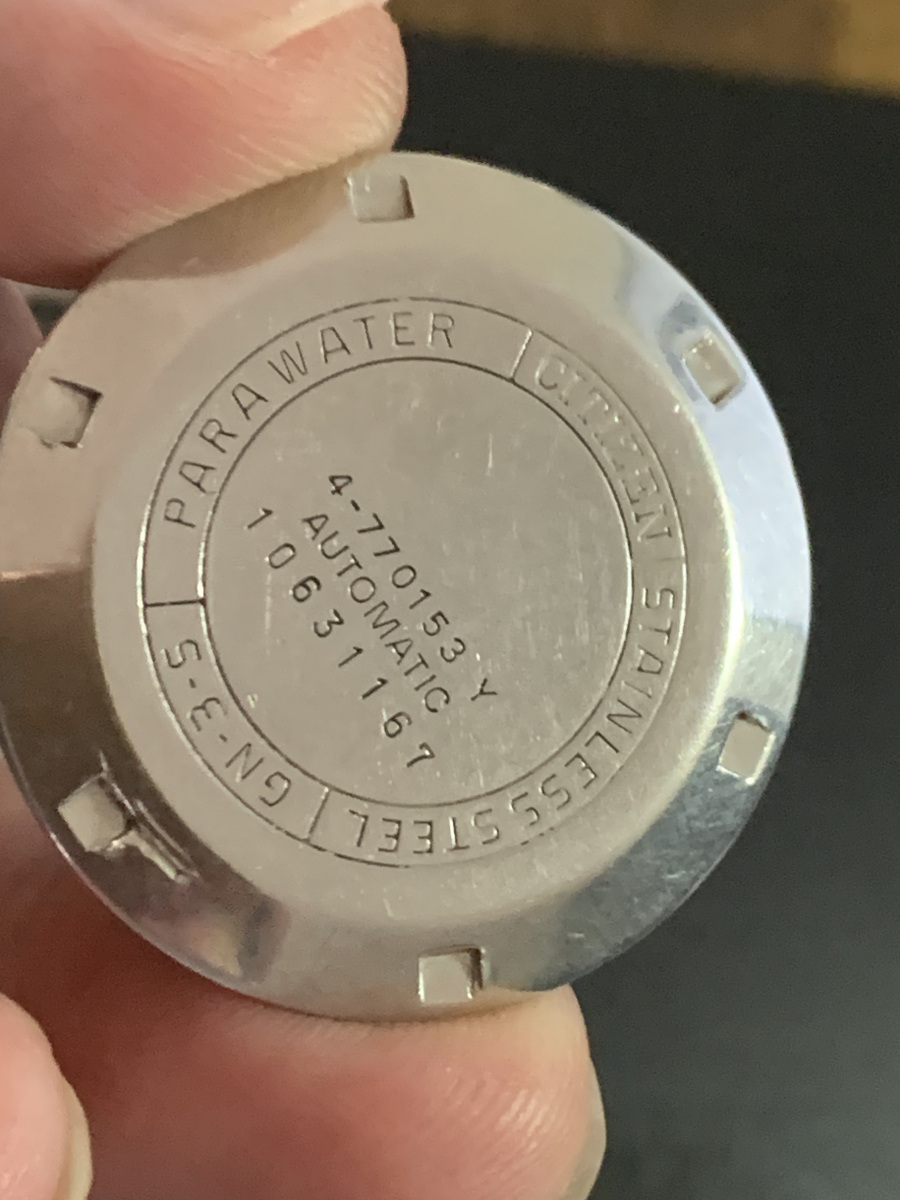 PARAWATER
CITIZEN
STAINLESS STEEL
GN-3-S
4-770153 Y
AUTOMATIC
10631167